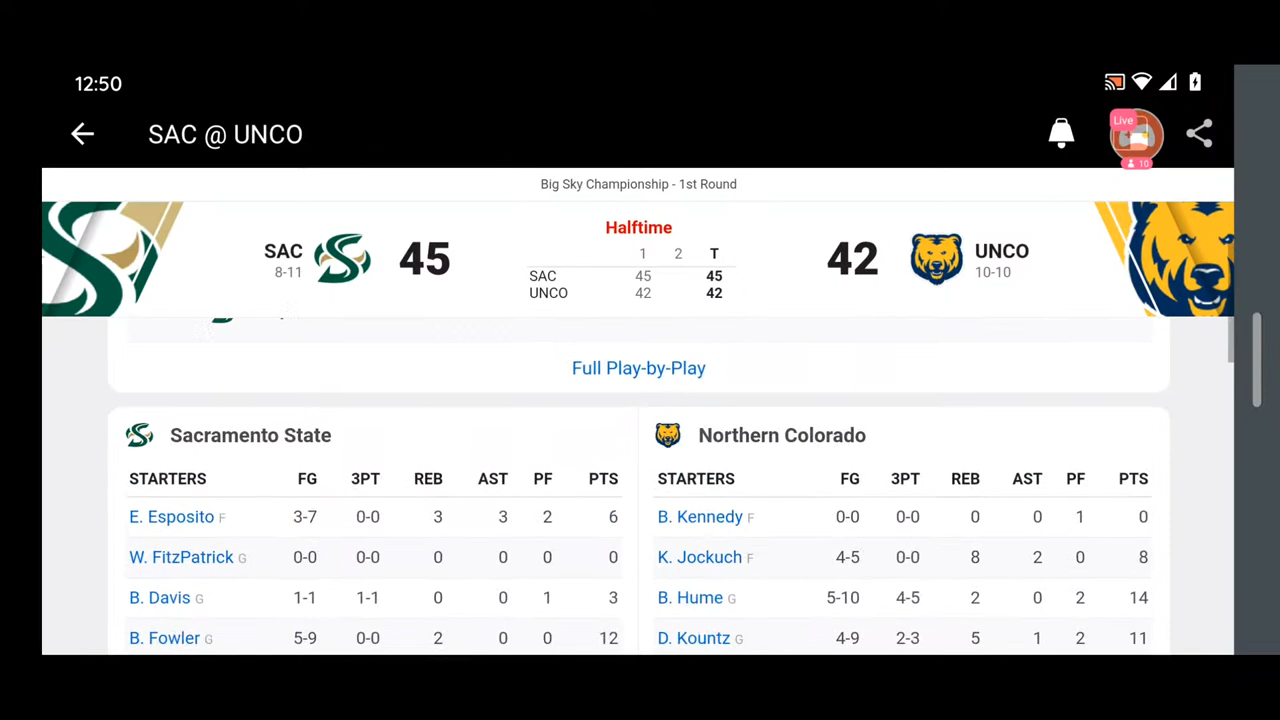 12:50
SAC @ UNCO
Live
10
Big Sky Championship - 1st Round
Halftime
SAC 45 42 UNCO
8-11 10-10
1 2 T
SAC 45 45
UNCO 42 42
Full Play-by-Play
Sacramento State
STARTERS FG 3PT REB AST PF PTS
E. Esposito F 3-7 0-0 3 3 2 6
W. FitzPatrick G 0-0 0-0 0 0 0 0
B. Davis G 1-1 1-1 0 0 1 3
B. Fowler G 5-9 0-0 2 0 0 12
Northern Colorado
STARTERS FG 3PT REB AST PF PTS
B. Kennedy F 0-0 0-0 0 0 1 0
K. Jockuch F 4-5 0-0 8 2 0 8
B. Hume G 5-10 4-5 2 0 2 14
D. Kountz G 4-9 2-3 5 1 2 11